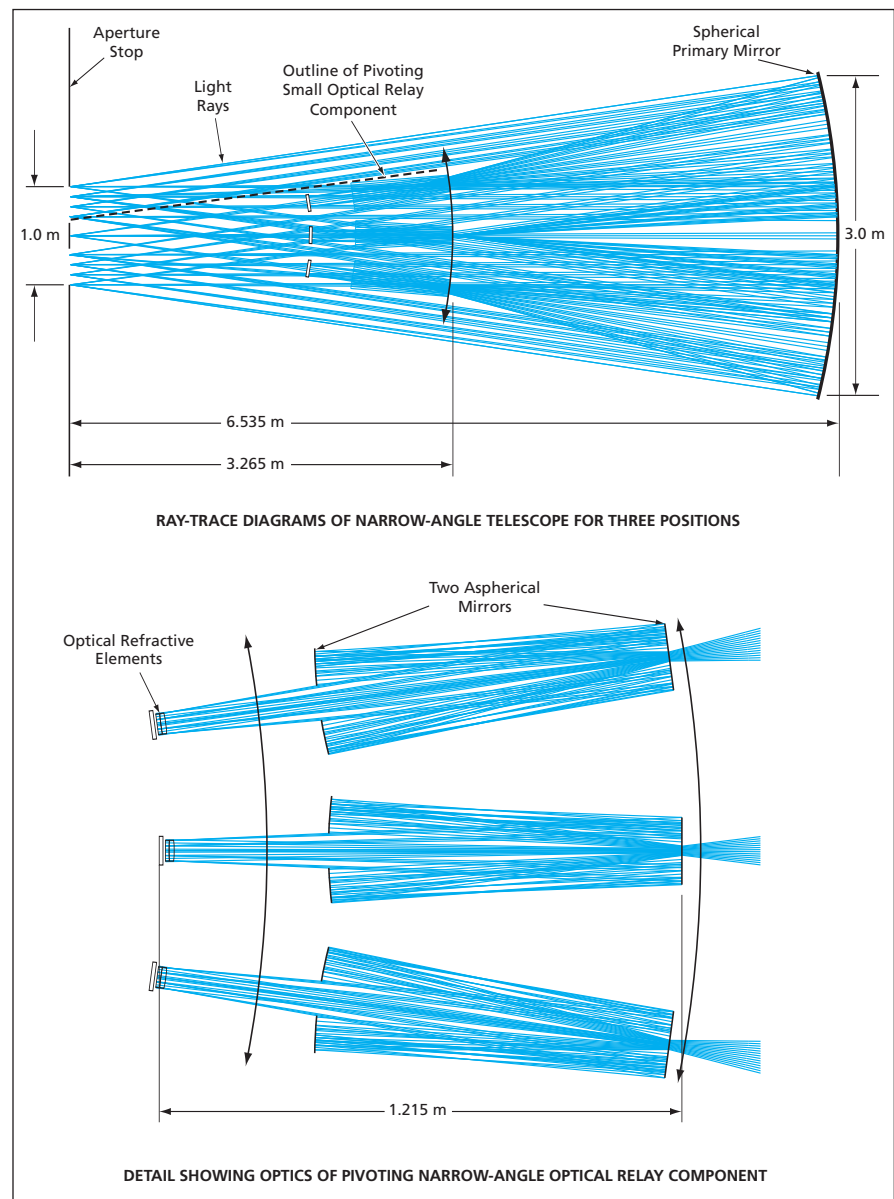 Aperture
Stop
Light
Rays
Outline of Pivoting
Small Optical Relay
Component
Spherical
Primary Mirror
1.0 m
3.0 m
6.535 m
3.265 m
RAY-TRACE DIAGRAMS OF NARROW-ANGLE TELESCOPE FOR THREE POSITIONS
Two Aspherical
Mirrors
Optical Refractive
Elements
1.215 m
DETAIL SHOWING OPTICS OF PIVOTING NARROW-ANGLE OPTICAL RELAY COMPONENT